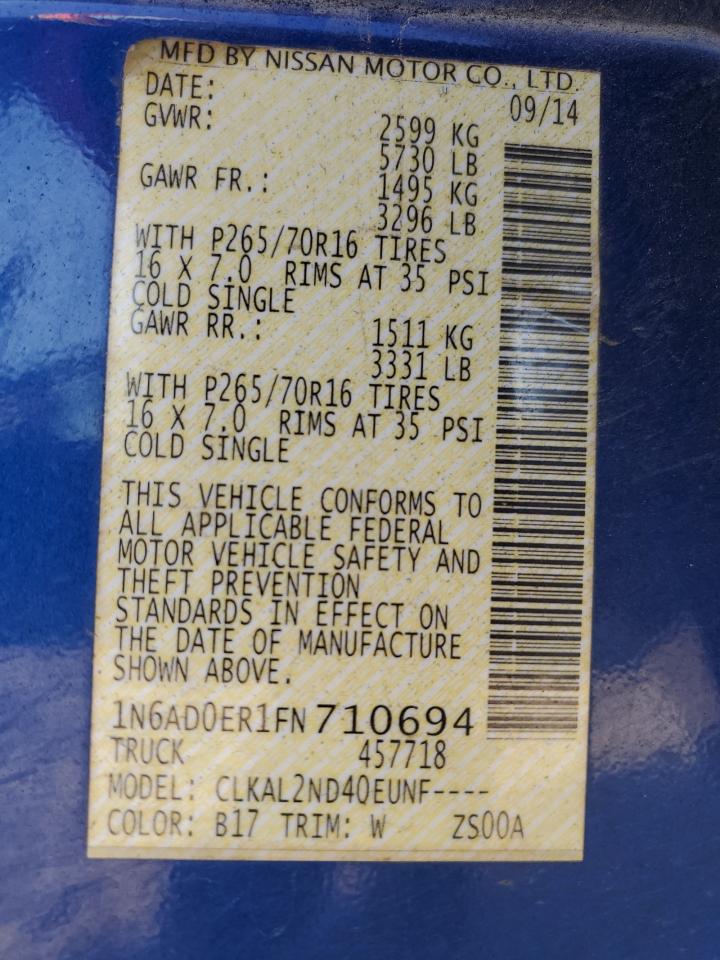 MFD BY NISSAN MOTOR CO., LTD.
DATE: 09/14
GVWR: 2599 KG
5730 LB
GAWR FR.: 1495 KG
3296 LB
WITH P265/70R16 TIRES
16 X 7.0 RIMS AT 35 PSI
COLD SINGLE
GAWR RR.: 1511 KG
3331 LB
WITH P265/70R16 TIRES
16 X 7.0 RIMS AT 35 PSI
COLD SINGLE
THIS VEHICLE CONFORMS TO
ALL APPLICABLE FEDERAL
MOTOR VEHICLE SAFETY AND
THEFT PREVENTION
STANDARDS IN EFFECT ON
THE DATE OF MANUFACTURE
SHOWN ABOVE.
1N6AD0ER1FN710694
TRUCK 457718
MODEL: CLKAL2ND40EUNF----
COLOR: B17 TRIM: W ZS00A